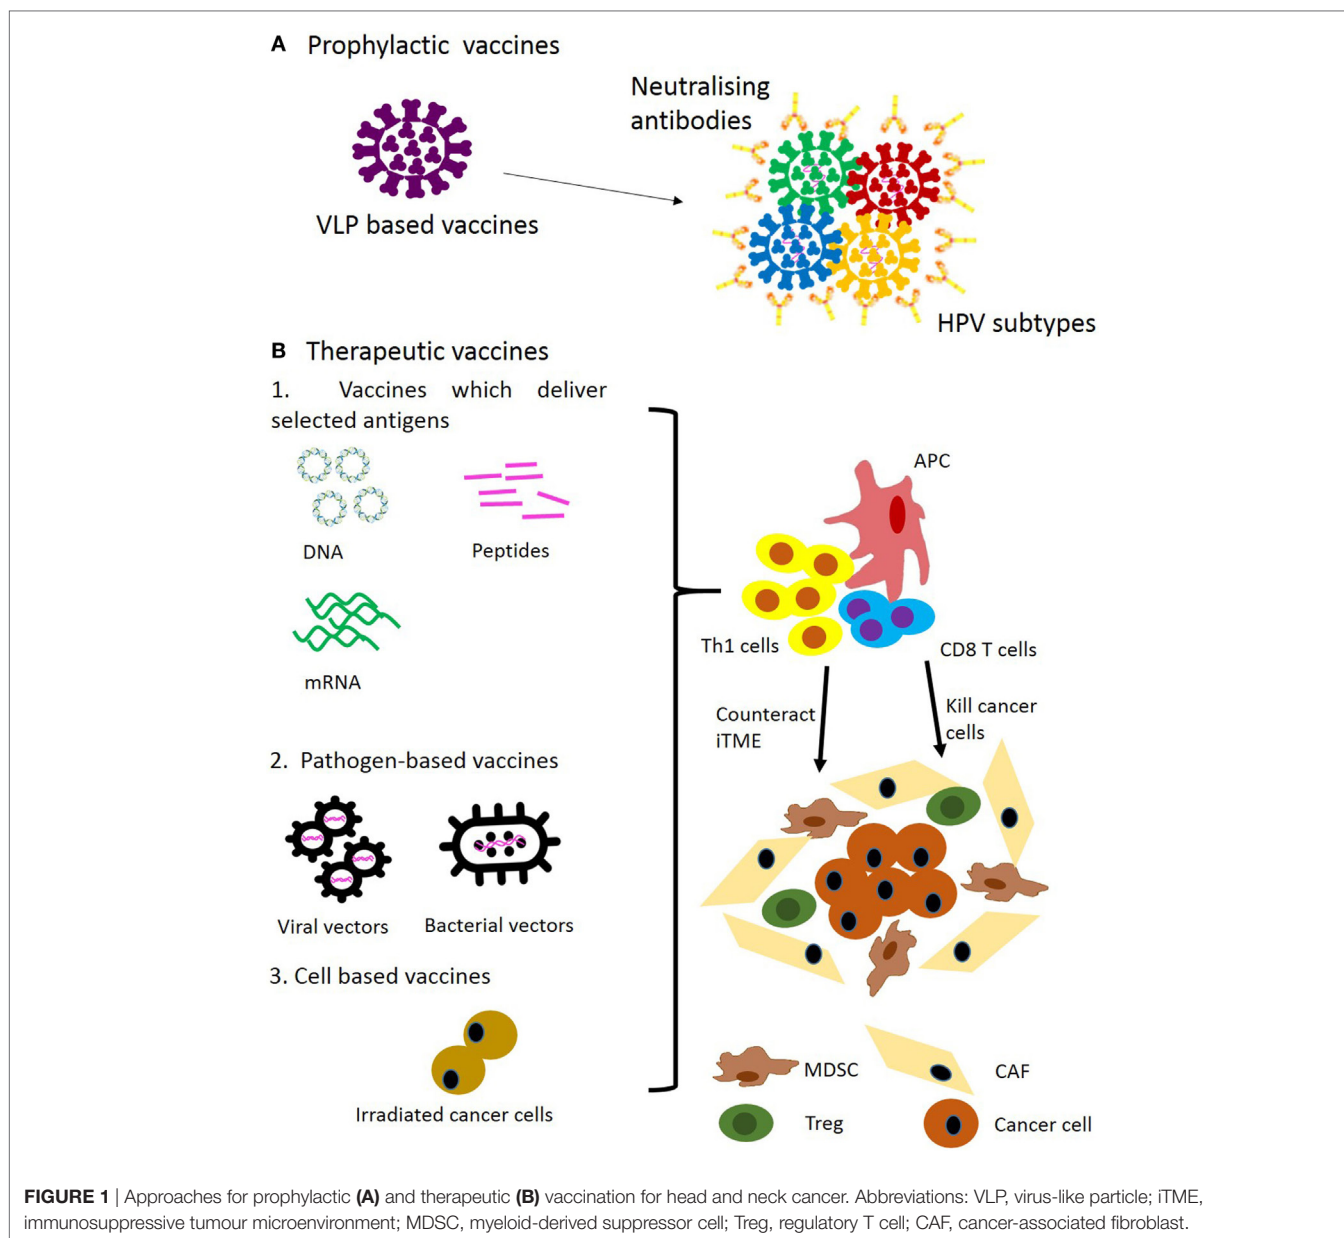 A Prophylactic vaccines
Neutralising
antibodies
VLP based vaccines
HPV subtypes
B Therapeutic vaccines
1. Vaccines which deliver
selected antigens
DNA
Peptides
mRNA
2. Pathogen-based vaccines
Viral vectors
Bacterial vectors
3. Cell based vaccines
Irradiated cancer cells
APC
Th1 cells
CD8 T cells
Counteract
iTME
Kill cancer
cells
MDSC
CAF
Treg
Cancer cell
FIGURE 1 | Approaches for prophylactic (A) and therapeutic (B) vaccination for head and neck cancer. Abbreviations: VLP, virus-like particle; iTME,
immunosuppressive tumour microenvironment; MDSC, myeloid-derived suppressor cell; Treg, regulatory T cell; CAF, cancer-associated fibroblast.